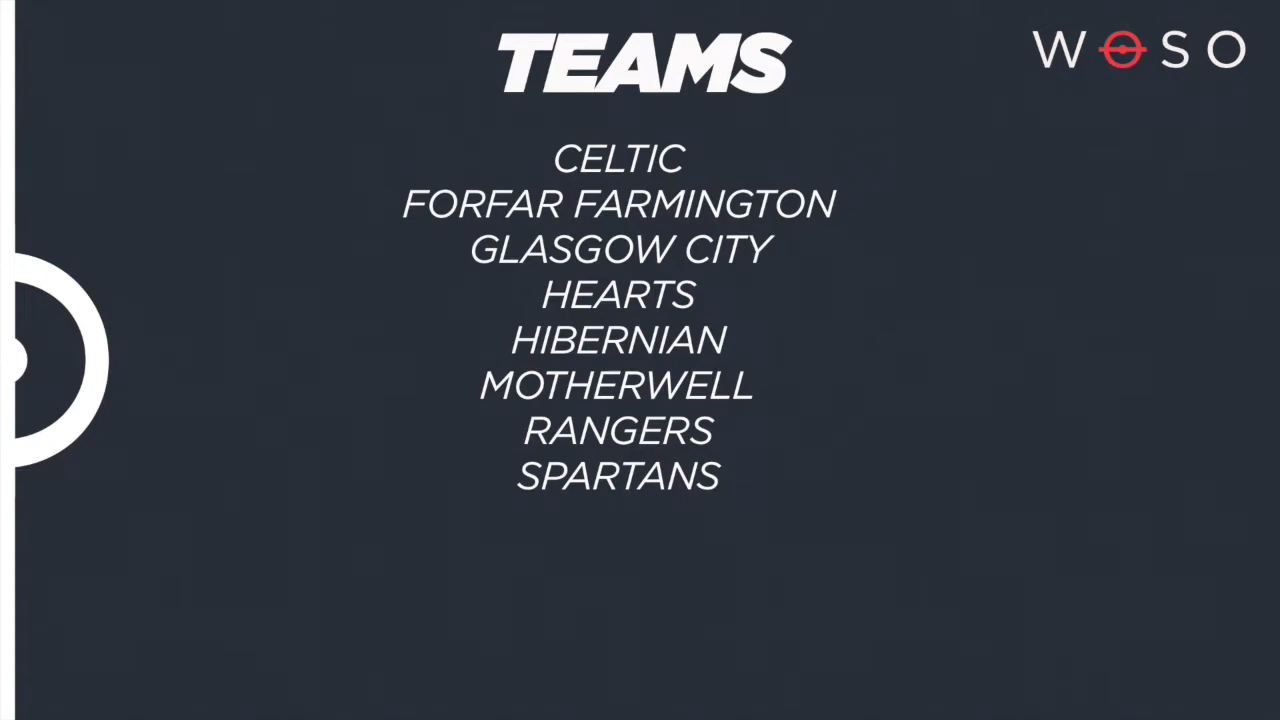 TEAMS
WOSO
CELTIC
FORFAR FARMINGTON
GLASGOW CITY
HEARTS
HIBERNIAN
MOTHERWELL
RANGERS
SPARTANS